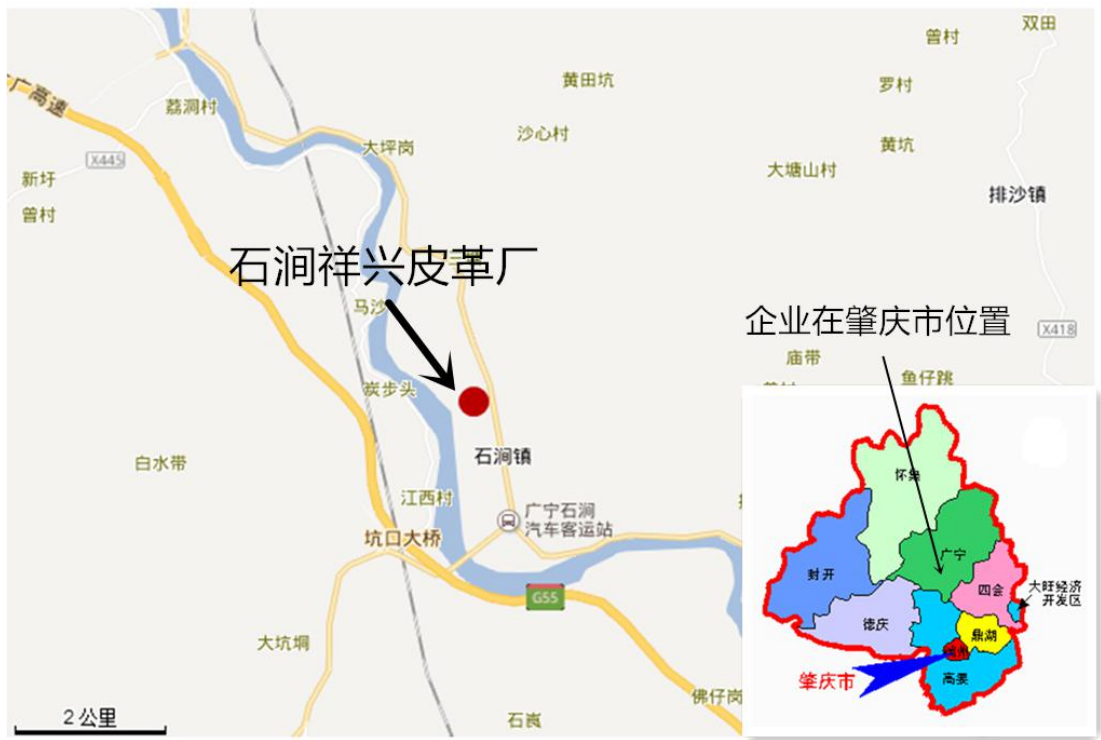 双田
曾村
黄田坑
罗村
广高速
荔洞村
沙心村
大坪岗
黄坑
X445
大塘山村
新圩
排沙镇
曾村
石涧祥兴皮革厂
马沙
企业在肇庆市位置
X418
庙带
炭步头
鱼仔跳
石涧镇
白水带
怀集
江西村
广宁石涧
汽车客运站
坑口大桥
广宁
封开
四会
大旺经济
开发区
G55
德庆
大坑垌
鼎湖
端州
肇庆市
高要
佛仔岗
2公里
石嵅